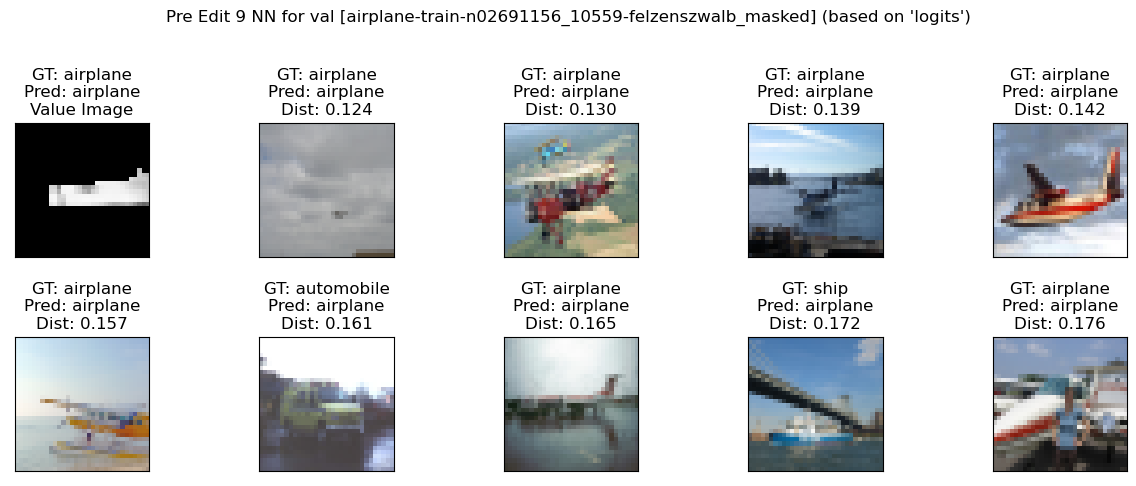 Pre Edit 9 NN for val [airplane-train-n02691156_10559-felzenszwalb_masked] (based on 'logits')
GT: airplane
Pred: airplane
Value Image
GT: airplane
Pred: airplane
Dist: 0.124
GT: airplane
Pred: airplane
Dist: 0.130
GT: airplane
Pred: airplane
Dist: 0.139
GT: airplane
Pred: airplane
Dist: 0.142
GT: airplane
Pred: airplane
Dist: 0.157
GT: automobile
Pred: airplane
Dist: 0.161
GT: airplane
Pred: airplane
Dist: 0.165
GT: ship
Pred: airplane
Dist: 0.172
GT: airplane
Pred: airplane
Dist: 0.176